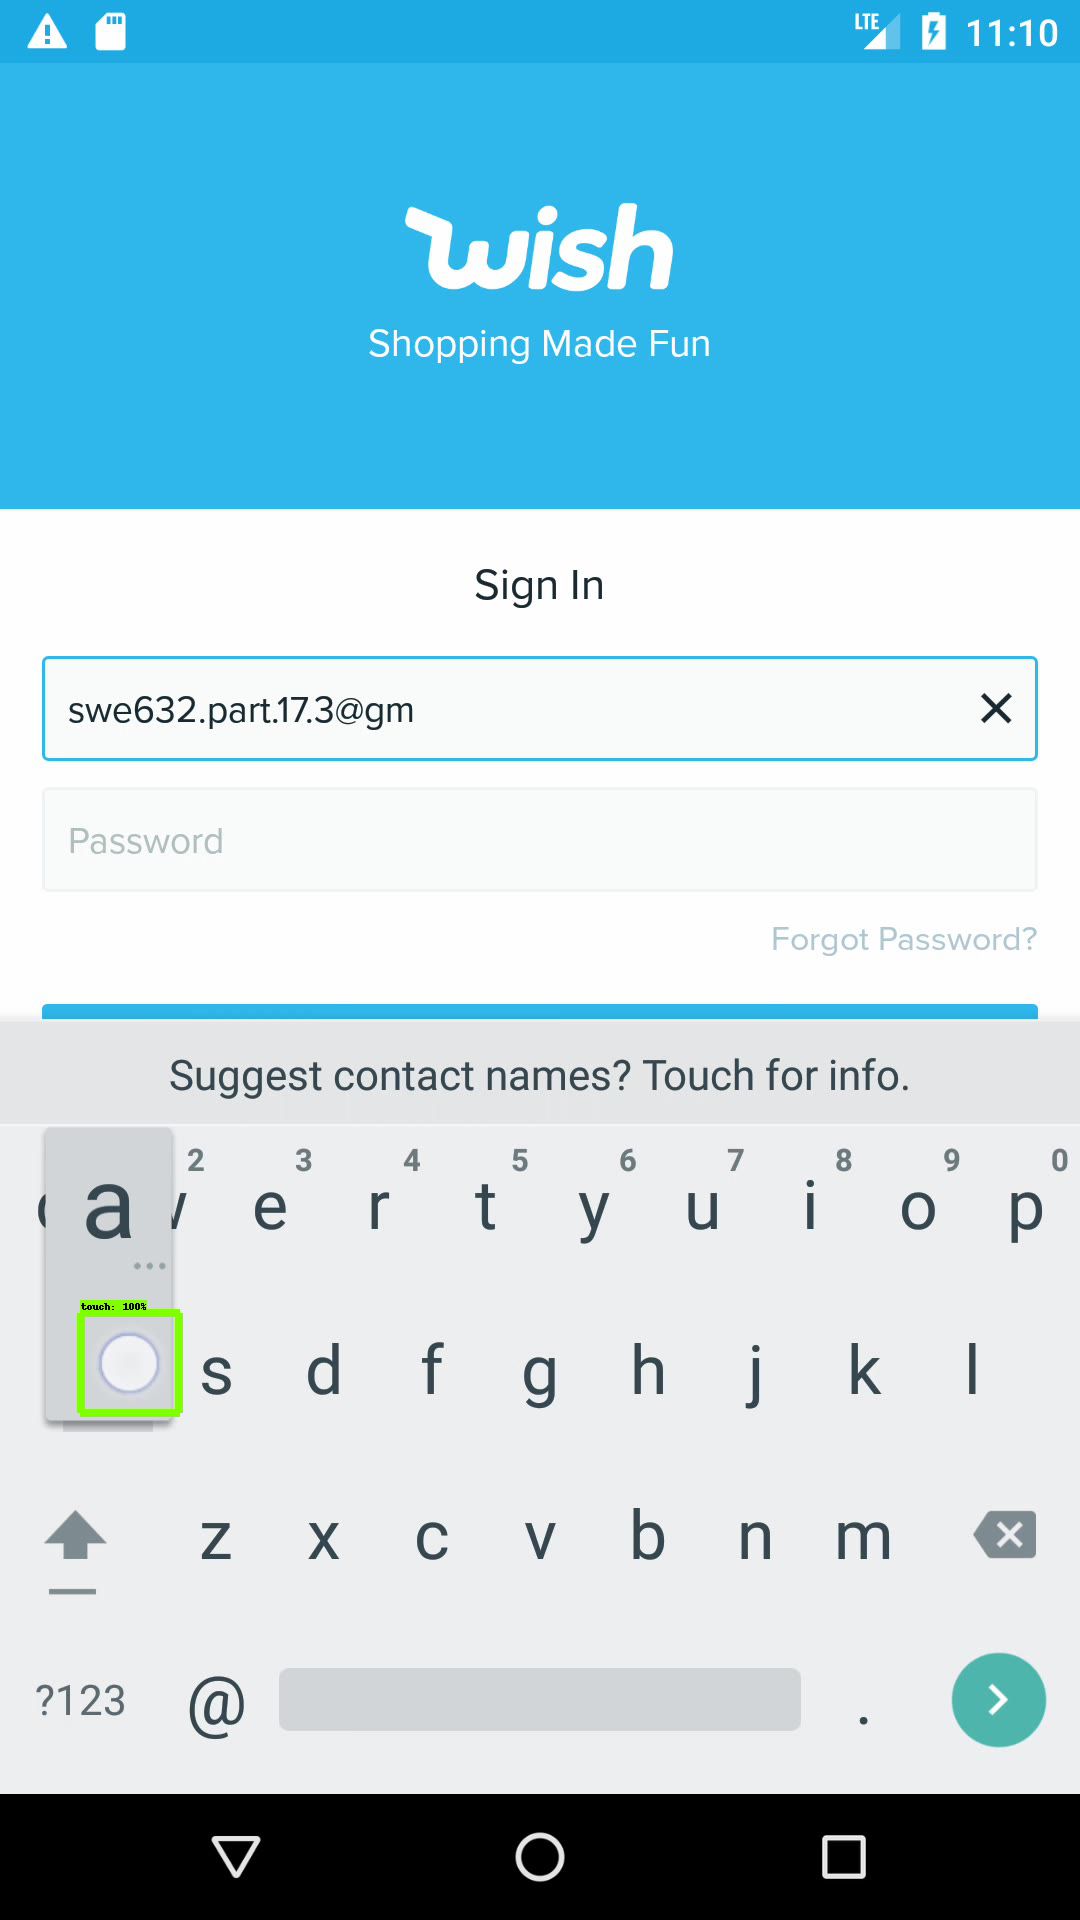 LTE 11:10
wish
Shopping Made Fun
Sign In
swe632.part.17.3@gm
Password
Forgot Password?
Suggest contact names? Touch for info.
2 3 4 5 6 7 8 9 0
a e r t y u i o p
touch: 100%
s d f g h j k l
z x c v b n m
?123 @ .